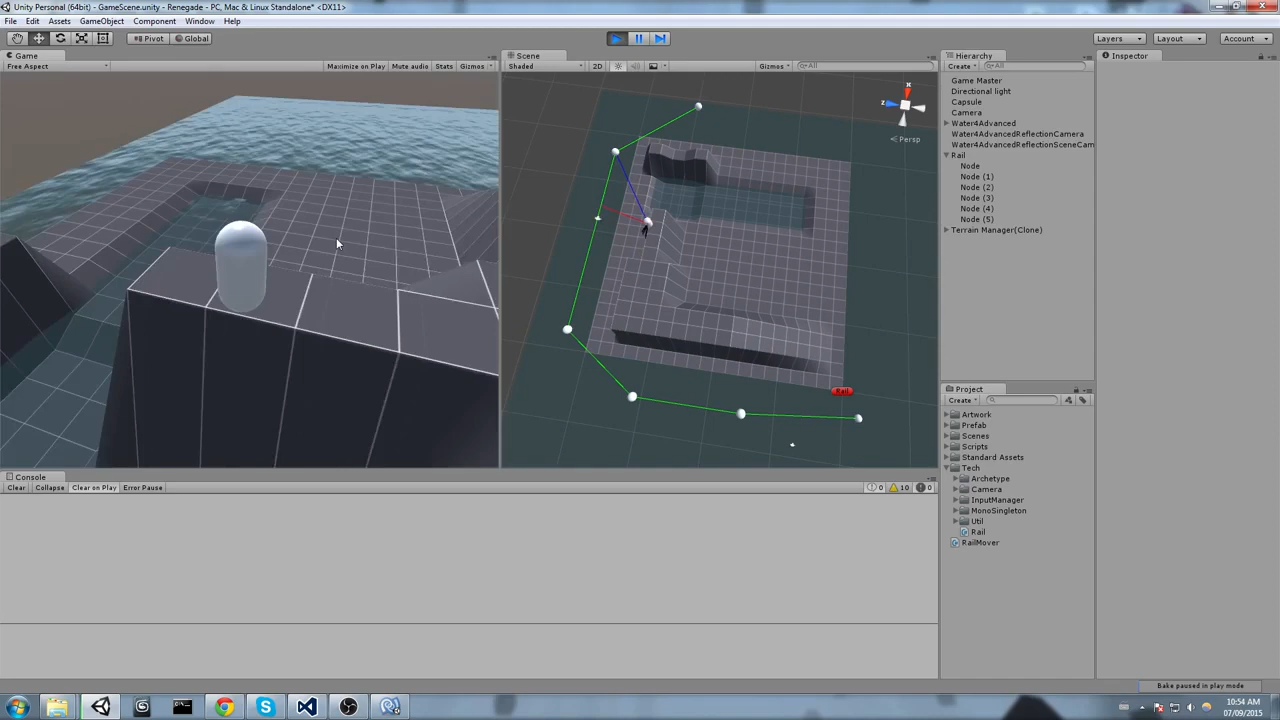 Unity Personal (64bit) - GameScene.unity - Renegade - PC, Mac & Linux Standalone* <DX11>
File Edit Assets GameObject Component Window Help
Pivot Global Layers Layout Account
Game Scene Hierarchy Inspector
Free Aspect Maximize on Play Mute audio Stats Gizmos
Shaded 2D Gizmos All
Create All
Game Master
Directional light
Capsule
Camera
Water4Advanced
Water4AdvancedReflectionCamera
Water4AdvancedReflectionSceneCam
Rail
Node
Node (1)
Node (2)
Node (3)
Node (4)
Node (5)
Terrain Manager(Clone)
x
z
Persp
Rail
Project
Create
Artwork
Prefab
Scenes
Scripts
Standard Assets
Tech
Archetype
Camera
InputManager
MonoSingleton
Util
Rail
RailMover
Console
Clear Collapse Clear on Play Error Pause 0 10 0
Bake paused in play mode
10:54 AM
07/09/2015